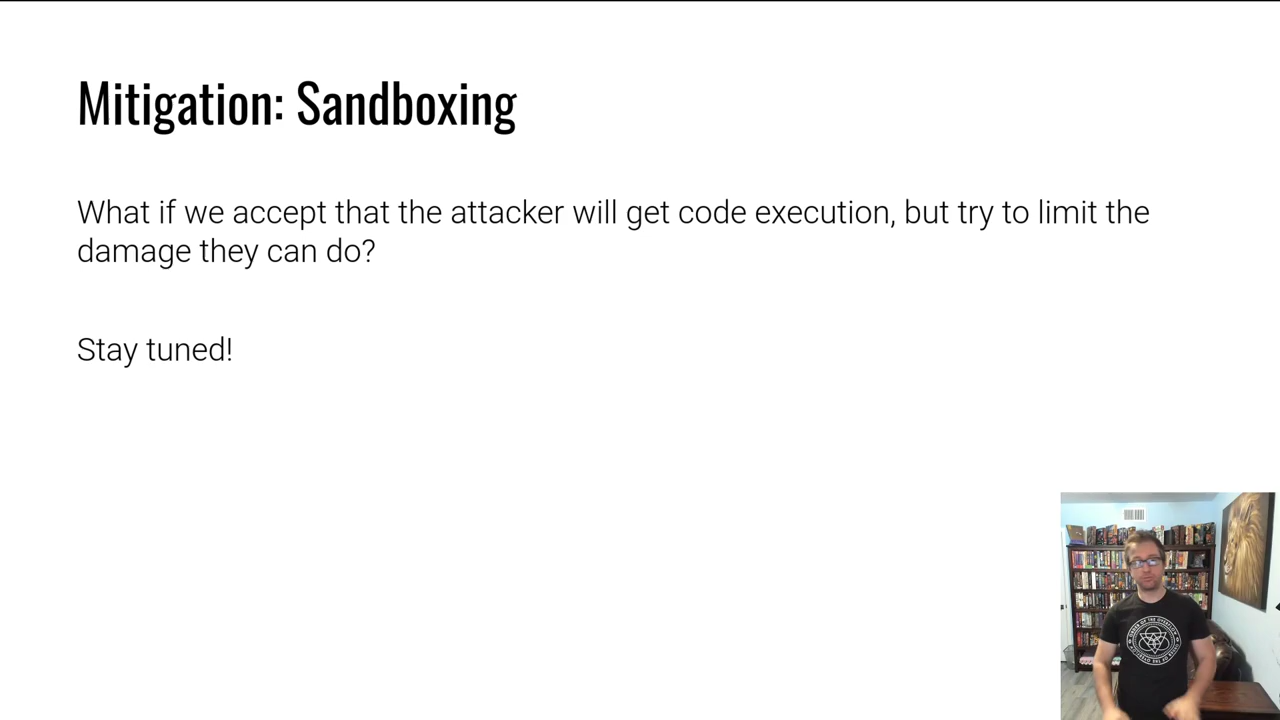 Mitigation: Sandboxing
What if we accept that the attacker will get code execution, but try to limit the
damage they can do?
Stay tuned!